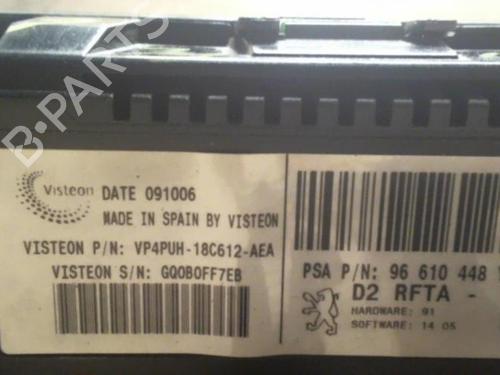 B-PARTS
Visteon
DATE 091006
MADE IN SPAIN BY VISTEON
VISTEON P/N: VP4PUH-18C612-AEA
VISTEON S/N: GQ0B0FF7EB
PSA P/N: 96 610 448
D2 RFTA -
HARDWARE: 91
SOFTWARE: 14 05